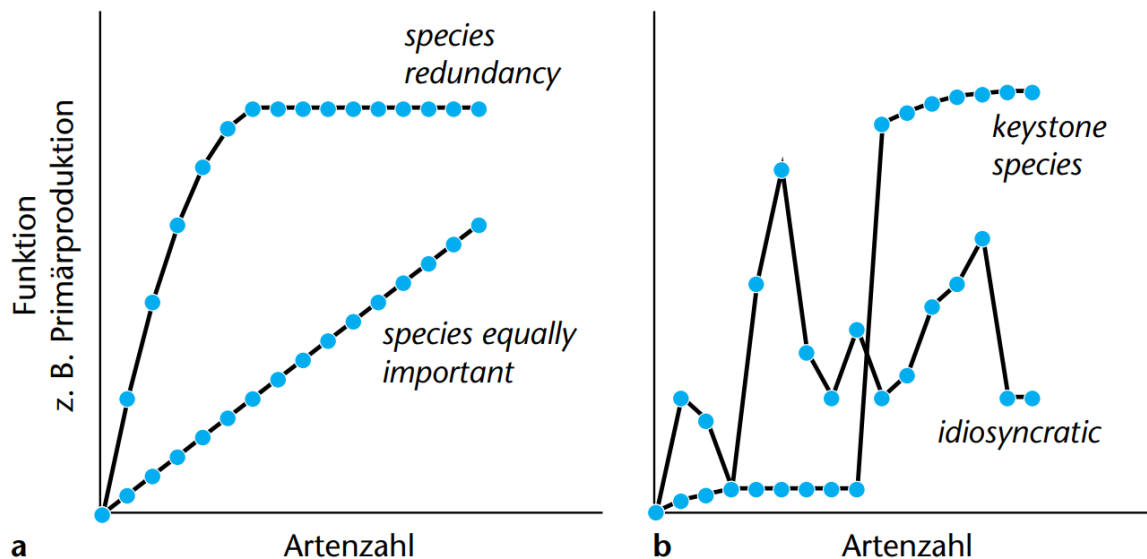 species
redundancy
species equally
important
Funktion
z. B. Primärproduktion
a
Artenzahl
keystone
species
idiosyncratic
b
Artenzahl